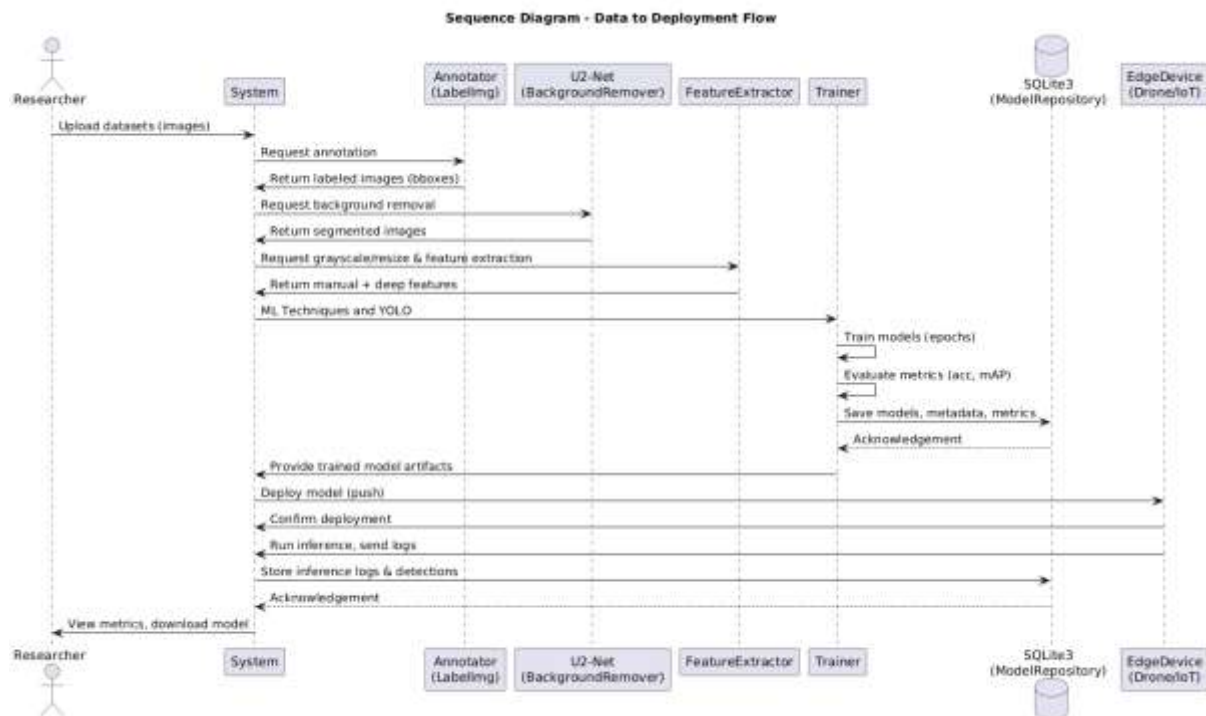 Sequence Diagram - Data to Deployment Flow
Researcher
System
Annotator
(LabelImg)
U2-Net
(BackgroundRemover)
FeatureExtractor
Trainer
SQLite3
(ModelRepository)
EdgeDevice
(Drone/IoT)
Upload datasets (images)
Request annotation
Return labeled images (bboxes)
Request background removal
Return segmented images
Request grayscale/resize & feature extraction
Return manual + deep features
ML Techniques and YOLO
Train models (epochs)
Evaluate metrics (acc, mAP)
Save models, metadata, metrics
Acknowledgement
Provide trained model artifacts
Deploy model (push)
Confirm deployment
Run inference, send logs
Store inference logs & detections
Acknowledgement
View metrics, download model
Researcher
System
Annotator
(LabelImg)
U2-Net
(BackgroundRemover)
FeatureExtractor
Trainer
SQLite3
(ModelRepository)
EdgeDevice
(Drone/IoT)